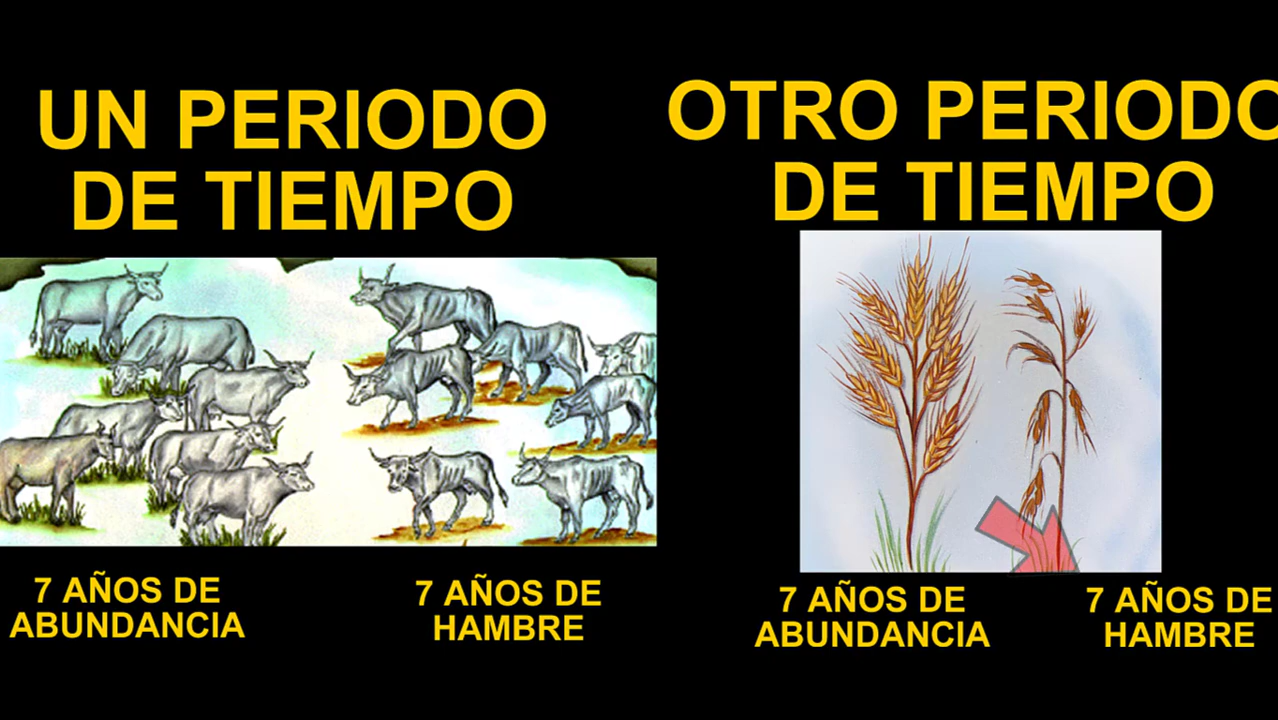 UN PERIODO
DE TIEMPO
7 AÑOS DE
ABUNDANCIA
7 AÑOS DE
HAMBRE
OTRO PERIODO
DE TIEMPO
7 AÑOS DE
ABUNDANCIA
7 AÑOS DE
HAMBRE